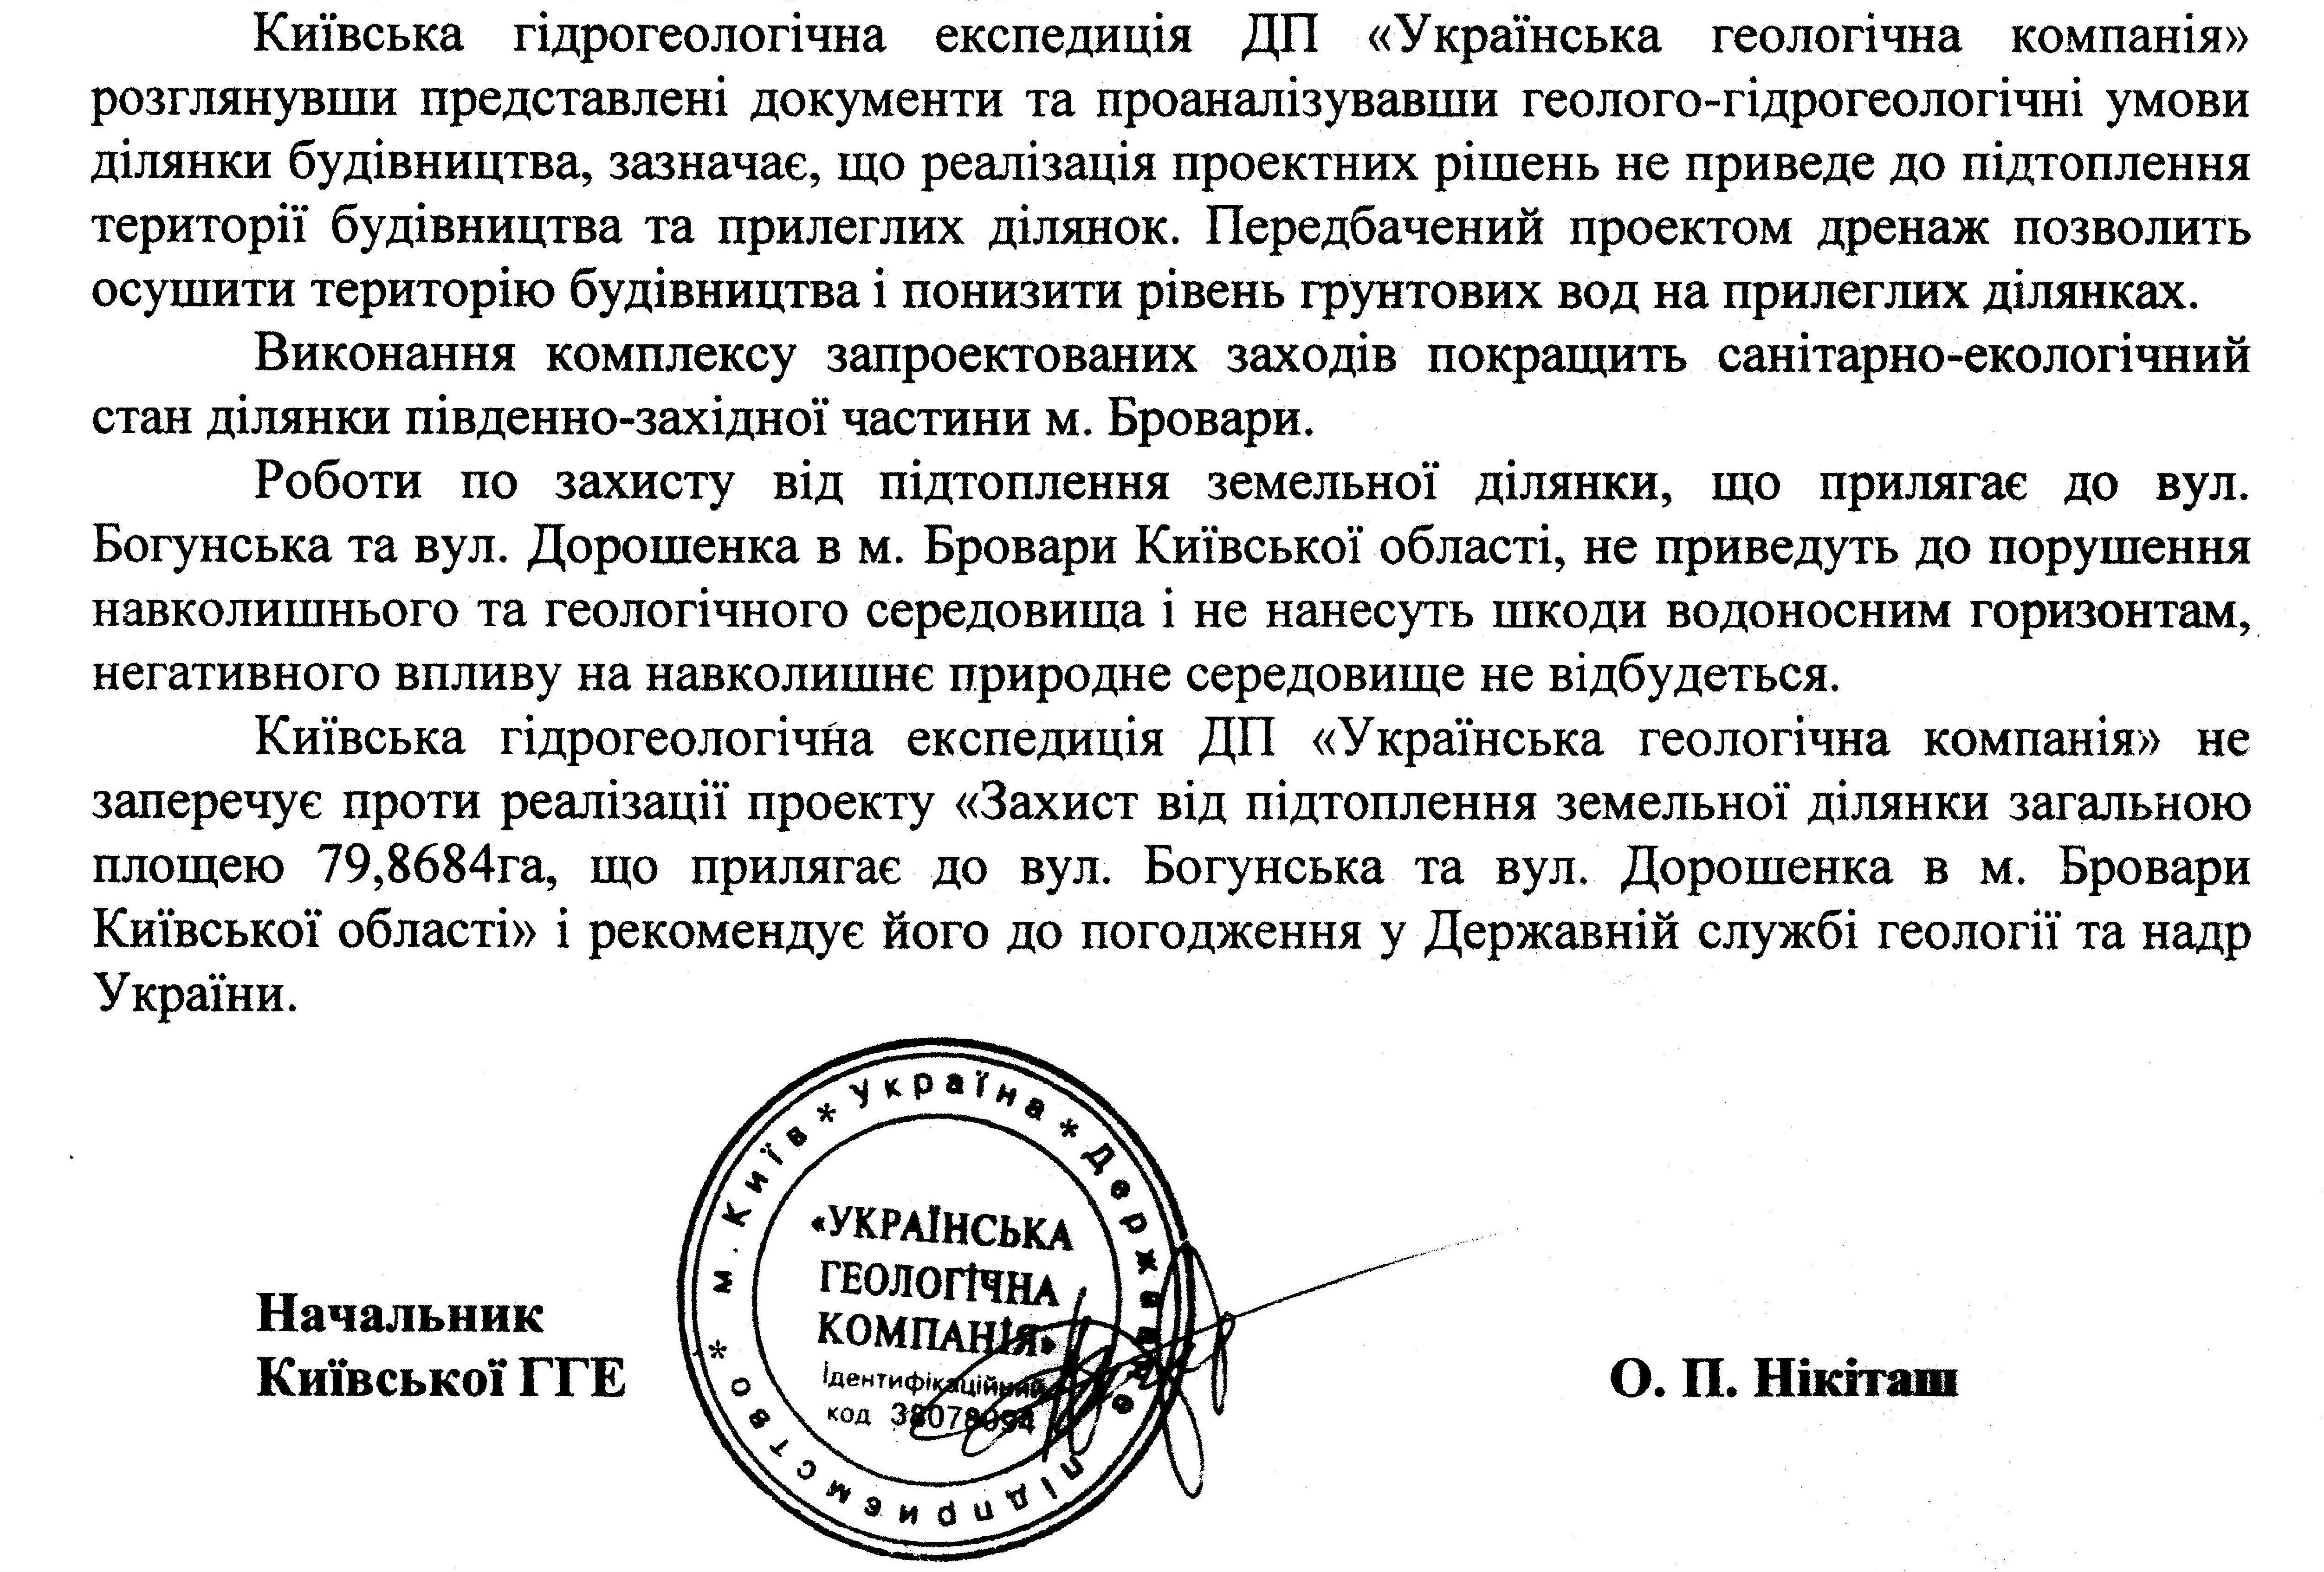 Київська гідрогеологічна експедиція ДП «Українська геологічна компанія»
розглянувши представлені документи та проаналізувавши геолого-гідрогеологічні умови
ділянки будівництва, зазначає, що реалізація проектних рішень не приведе до підтоплення
території будівництва та прилеглих ділянок. Передбачений проектом дренаж позволить
осушити територію будівництва і понизити рівень грунтових вод на прилеглих ділянках.
Виконання комплексу запроектованих заходів покращить санітарно-екологічний
стан ділянки південно-західної частини м. Бровари.
Роботи по захисту від підтоплення земельної ділянки, що прилягає до вул.
Богунська та вул. Дорошенка в м. Бровари Київської області, не приведуть до порушення
навколишнього та геологічного середовища і не нанесуть шкоди водоносним горизонтам,
негативного впливу на навколишнє природне середовище не відбудеться.
Київська гідрогеологічна експедиція ДП «Українська геологічна компанія» не
заперечує проти реалізації проекту «Захист від підтоплення земельної ділянки загальною
площею 79,8684га, що прилягає до вул. Богунська та вул. Дорошенка в м. Бровари
Київської області» і рекомендує його до погодження у Державній службі геології та надр
України.
м. Київ * Україна * Державне підприємство *
«УКРАЇНСЬКА
ГЕОЛОГІЧНА
КОМПАНІЯ»
Ідентифікаційний
код 38078094
Начальник
Київської ГГЕ
О. П. Нікіташ